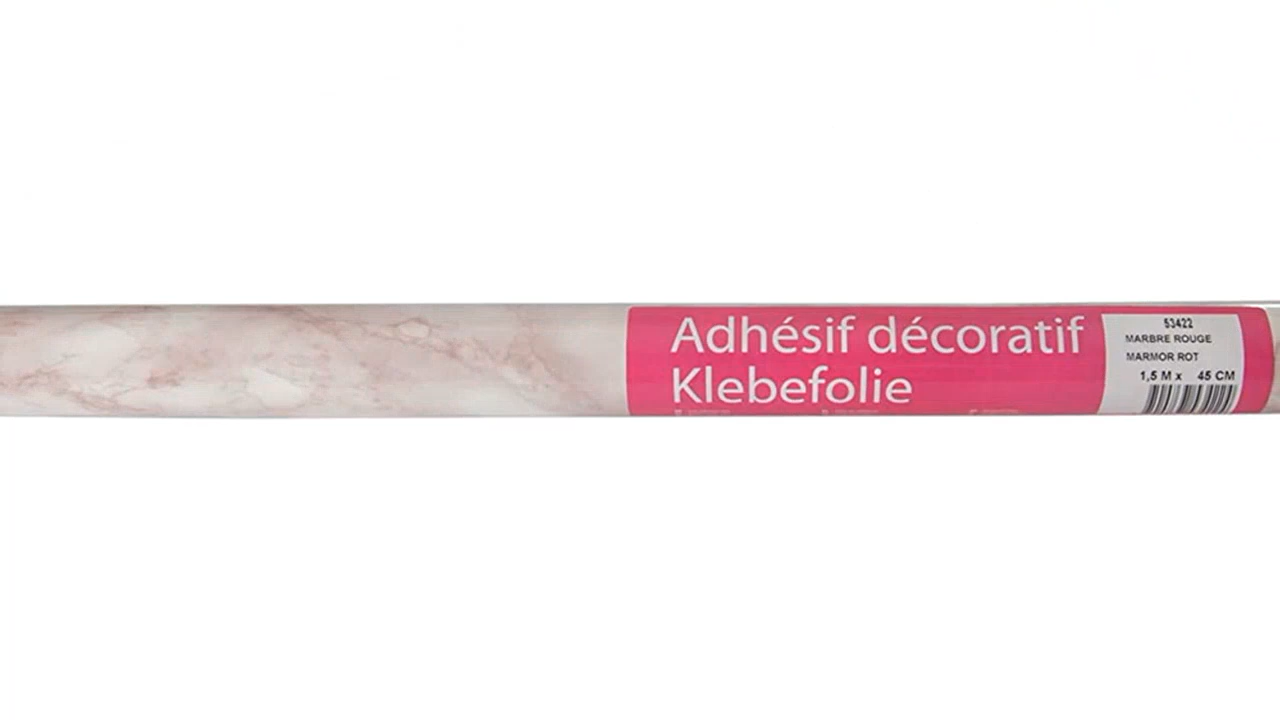 Adhésif décoratif
Klebefolie
53422
MARBRE ROUGE
MARMOR ROT
1,5 M x 45 CM